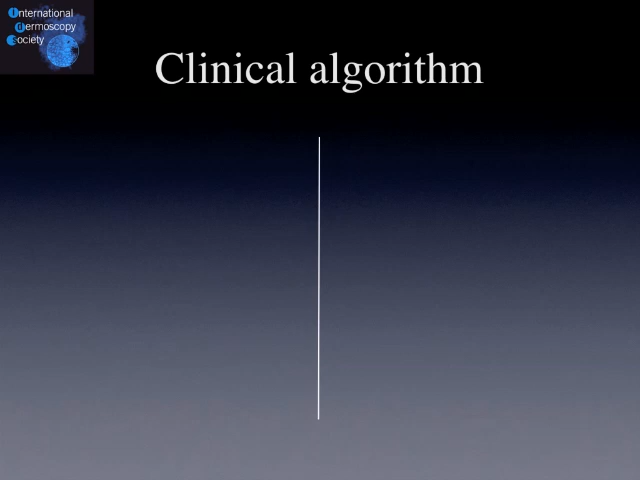 International
Dermoscopy
Society
Clinical algorithm